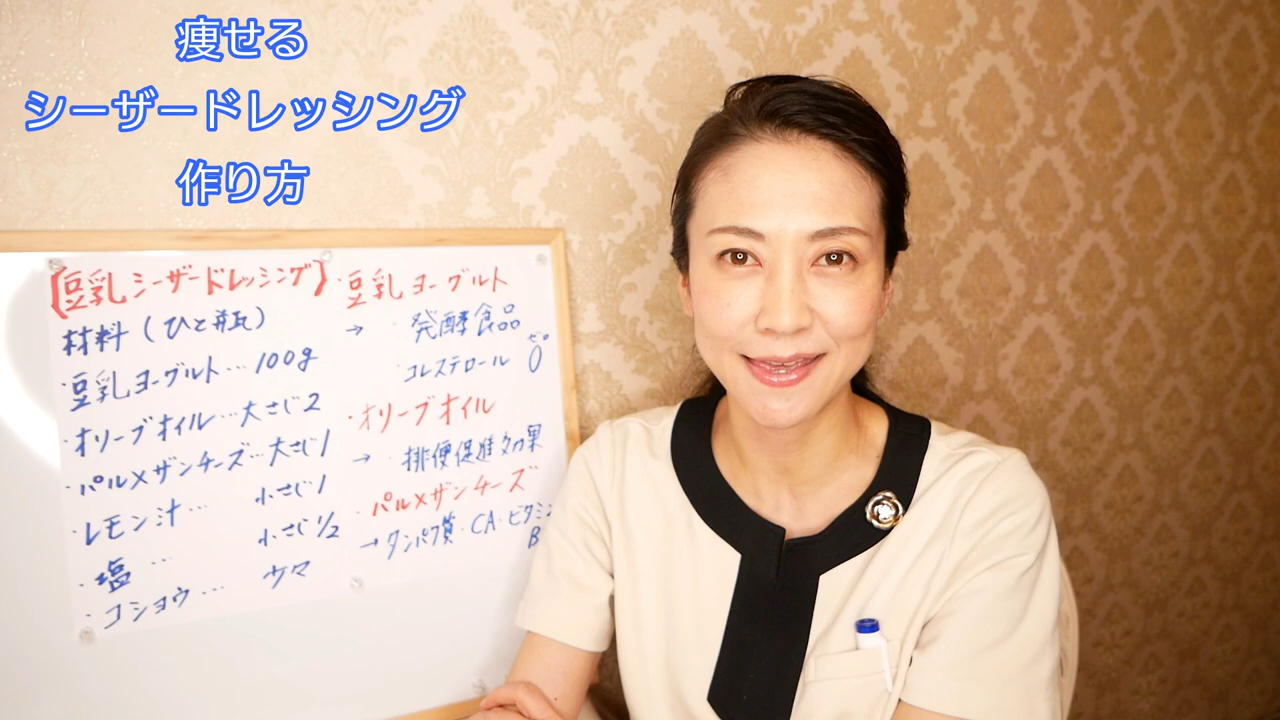 痩せる
シーザードレッシング
作り方
【豆乳シーザードレッシング】
材料(ひと瓶)
・豆乳ヨーグルト…100g
・オリーブオイル…大さじ2
・パルメザンチーズ…大さじ1
・レモン汁… 小さじ1
・塩 … 小さじ1/2
・コショウ… 少々
・豆乳ヨーグルト
→ ・発酵食品
・コレステロール 0
ゼロ
・オリーブオイル
→ ・排便促進効果
・パルメザンチーズ
→タンパク質・CA・ビタミン
B